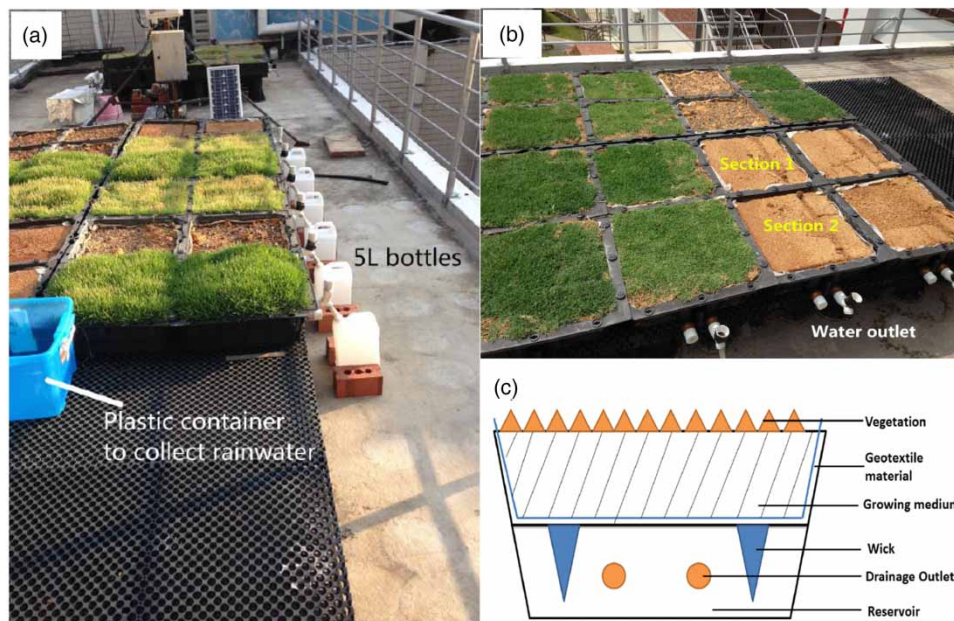 (a)
5L bottles
Plastic container
to collect rainwater
(b)
Section 1
Section 2
Water outlet
(c)
Vegetation
Geotextile
material
Growing medium
Wick
Drainage Outlet
Reservoir